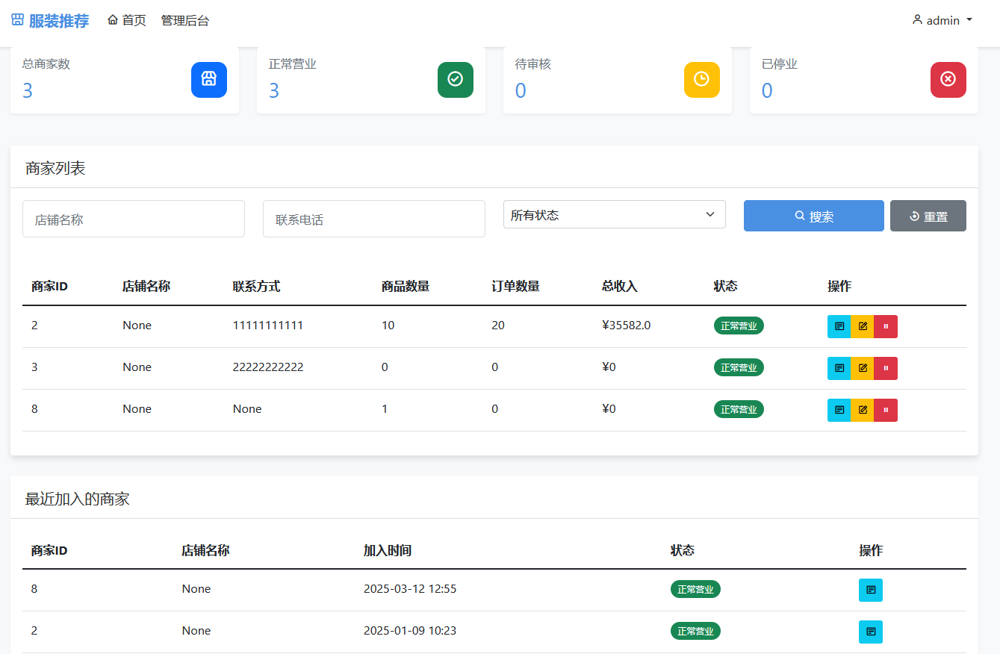 服装推荐 首页 管理后台 admin
总商家数 正常营业 待审核 已停业
3 3 0 0
商家列表
店铺名称 联系电话 所有状态 搜索 重置
商家ID 店铺名称 联系方式 商品数量 订单数量 总收入 状态 操作
2 None 11111111111 10 20 ¥35582.0 正常营业
3 None 22222222222 0 0 ¥0 正常营业
8 None None 1 0 ¥0 正常营业
最近加入的商家
商家ID 店铺名称 加入时间 状态 操作
8 None 2025-03-12 12:55 正常营业
2 None 2025-01-09 10:23 正常营业